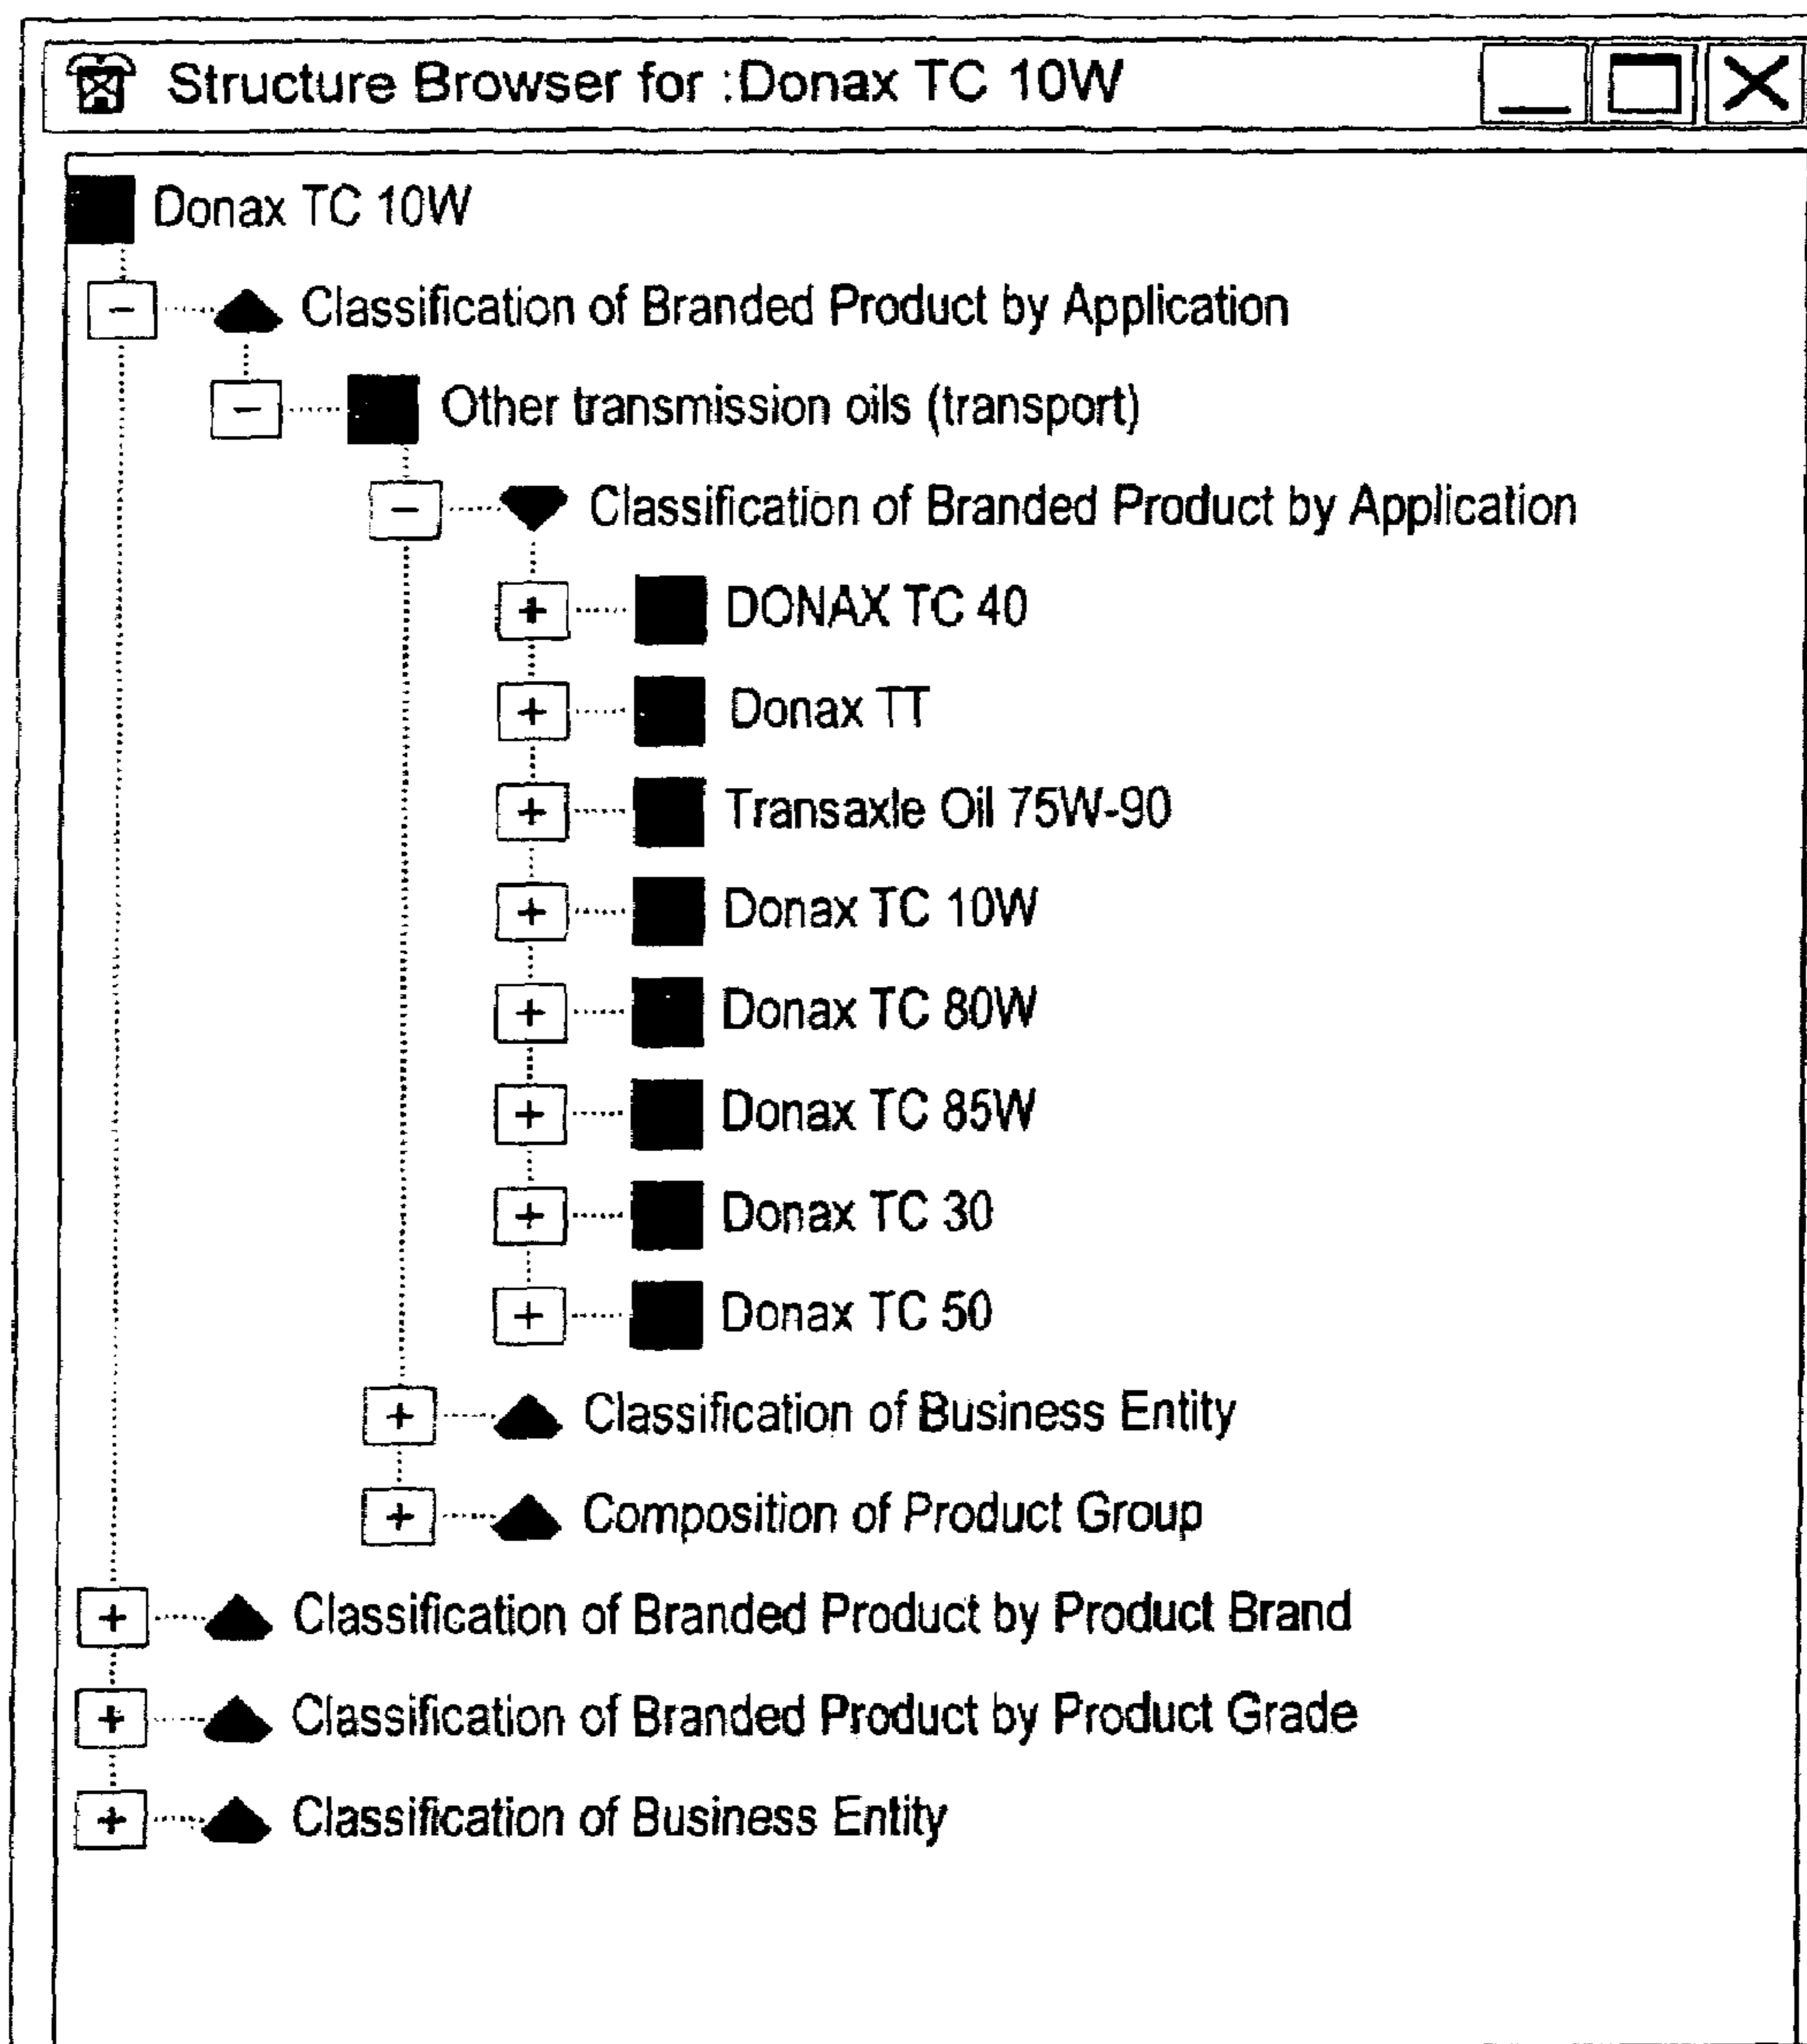 Structure Browser for :Donax TC 10W
Donax TC 10W
Classification of Branded Product by Application
Other transmission oils (transport)
Classification of Branded Product by Application
DONAX TC 40
Donax TT
Transaxle Oil 75W-90
Donax TC 10W
Donax TC 80W
Donax TC 85W
Donax TC 30
Donax TC 50
Classification of Business Entity
Composition of Product Group
Classification of Branded Product by Product Brand
Classification of Branded Product by Product Grade
Classification of Business Entity